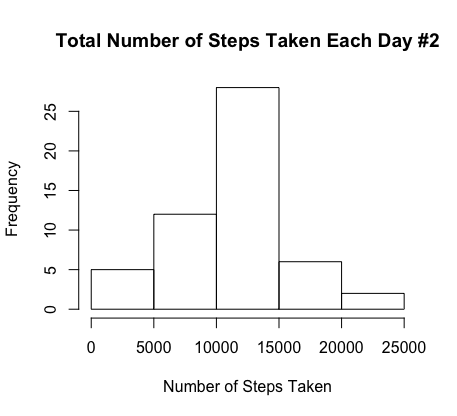 Total Number of Steps Taken Each Day #2
Frequency
25
20
15
10
5
0
0 5000 10000 15000 20000 25000
Number of Steps Taken